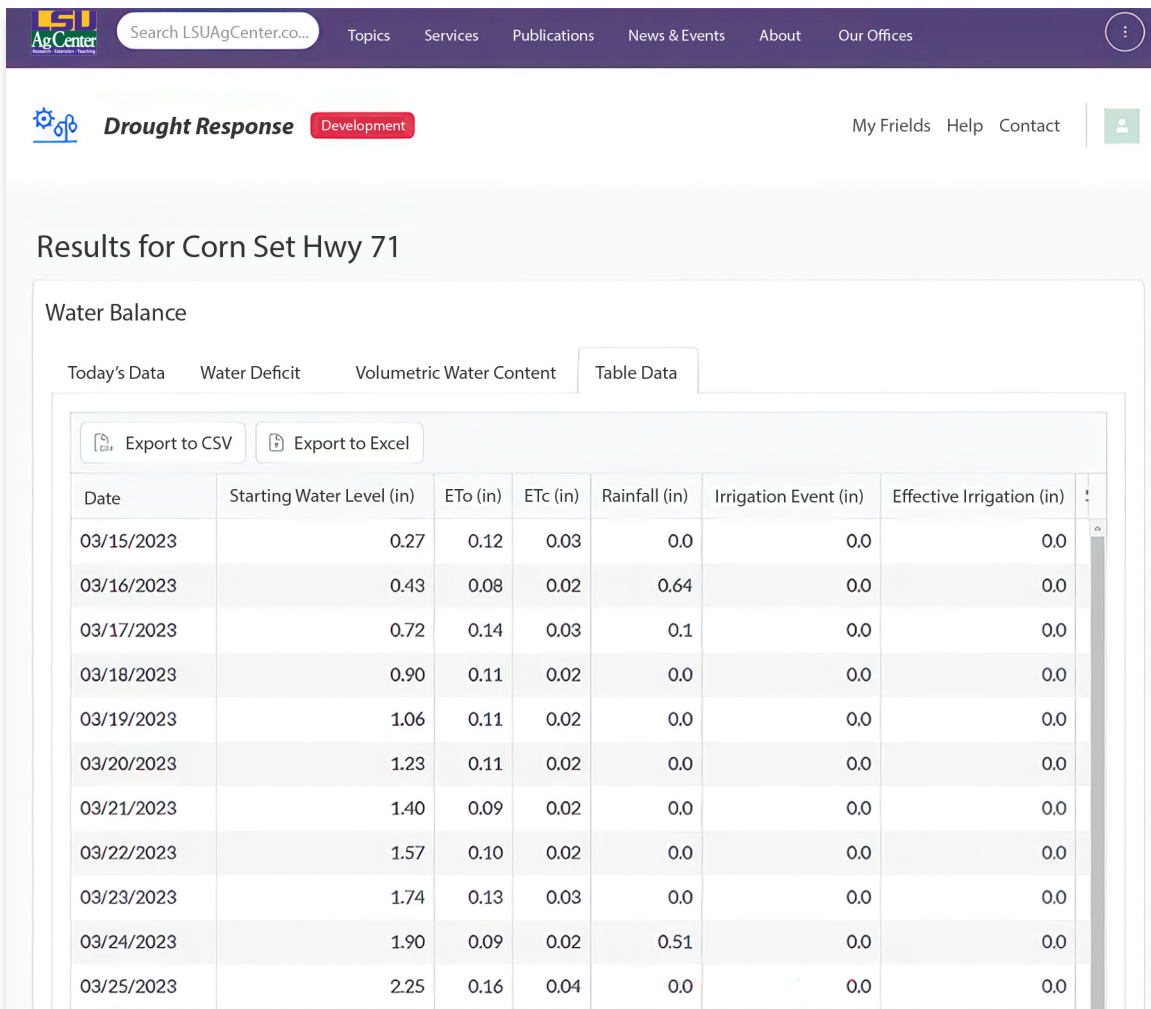 LSU
AgCenter
Research · Extension · Teaching
Search LSUAgCenter.co... Topics Services Publications News & Events About Our Offices
Drought Response Development My Frields Help Contact
Results for Corn Set Hwy 71
Water Balance
Today's Data Water Deficit Volumetric Water Content Table Data
Export to CSV Export to Excel
Date Starting Water Level (in) ETo (in) ETc (in) Rainfall (in) Irrigation Event (in) Effective Irrigation (in)
03/15/2023 0.27 0.12 0.03 0.0 0.0 0.0
03/16/2023 0.43 0.08 0.02 0.64 0.0 0.0
03/17/2023 0.72 0.14 0.03 0.1 0.0 0.0
03/18/2023 0.90 0.11 0.02 0.0 0.0 0.0
03/19/2023 1.06 0.11 0.02 0.0 0.0 0.0
03/20/2023 1.23 0.11 0.02 0.0 0.0 0.0
03/21/2023 1.40 0.09 0.02 0.0 0.0 0.0
03/22/2023 1.57 0.10 0.02 0.0 0.0 0.0
03/23/2023 1.74 0.13 0.03 0.0 0.0 0.0
03/24/2023 1.90 0.09 0.02 0.51 0.0 0.0
03/25/2023 2.25 0.16 0.04 0.0 0.0 0.0